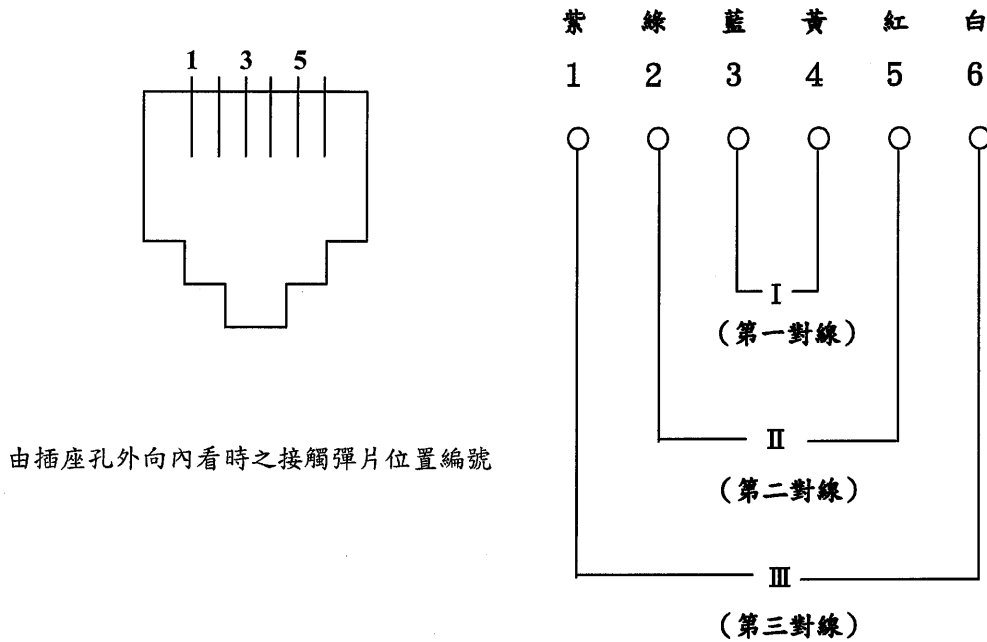 1 3 5
由插座孔外向內看時之接觸彈片位置編號
紫 綠 藍 黃 紅 白
1 2 3 4 5 6
I
（第一對線）
II
（第二對線）
III
（第三對線）